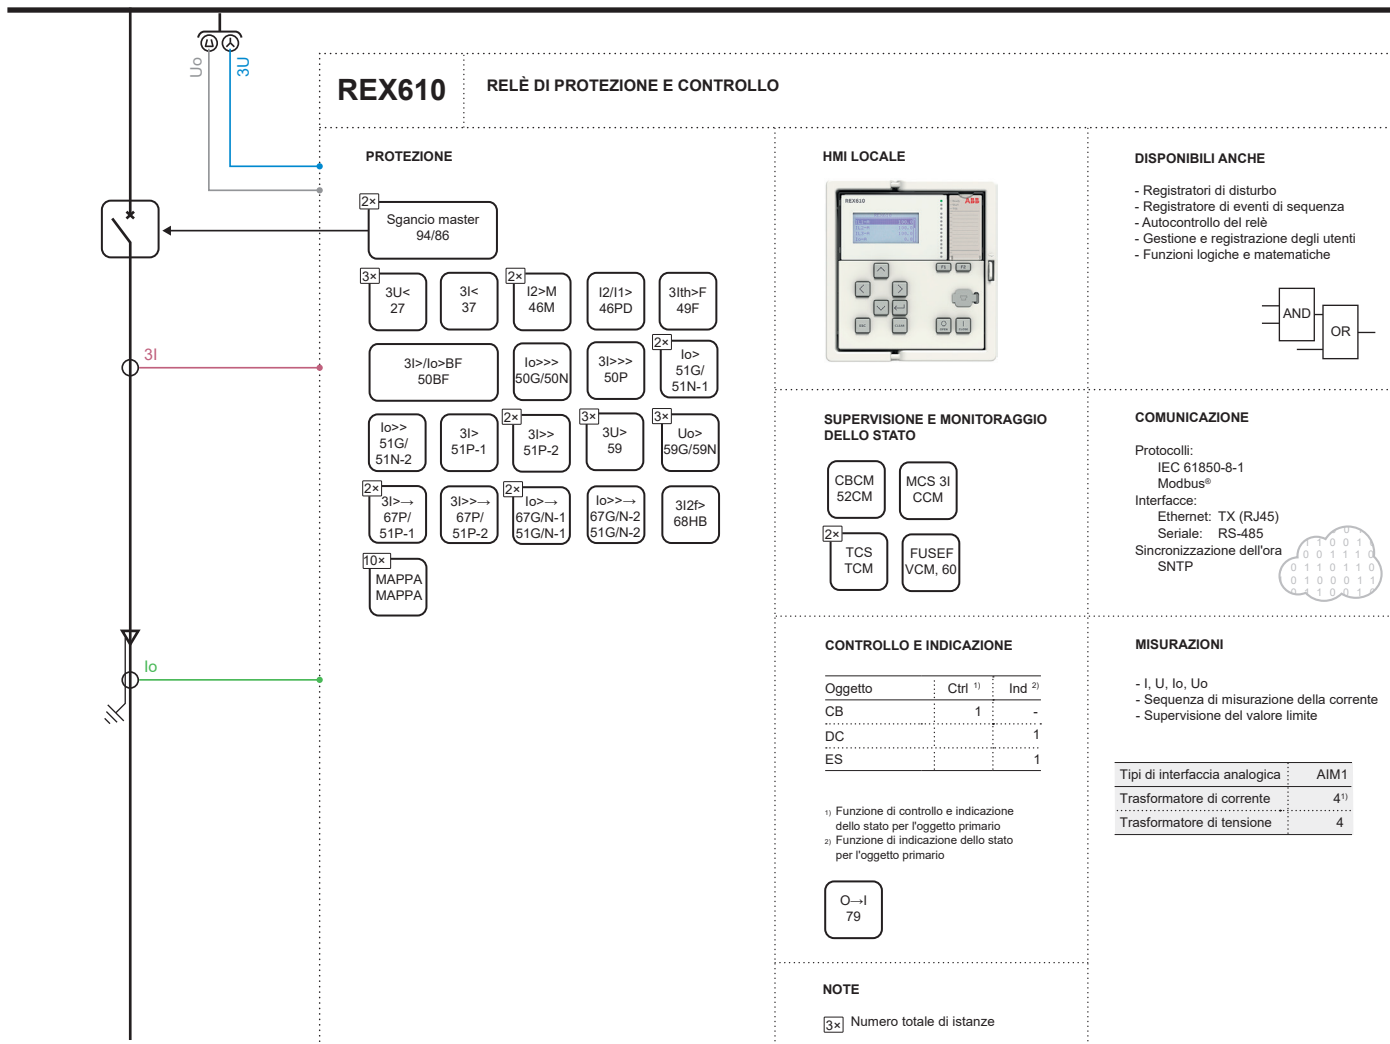 Uo
3U
REX610
RELÈ DI PROTEZIONE E CONTROLLO
PROTEZIONE
2×
Sgancio master
94/86
3×
3U<
27
3I<
37
2×
I2>M
46M
I2/I1>
46PD
3Ith>F
49F
3I>/Io>BF
50BF
Io>>>
50G/50N
3I>>>
50P
2×
Io>
51G/
51N-1
Io>>
51G/
51N-2
3I>
51P-1
2×
3I>>
51P-2
3×
3U>
59
3×
Uo>
59G/59N
2×
3I>→
67P/
51P-1
3I>>→
67P/
51P-2
2×
Io>→
67G/N-1
51G/N-1
Io>>→
67G/N-2
51G/N-2
3I2f>
68HB
10×
MAPPA
MAPPA
3I
Io
HMI LOCALE
REX610
ABB
F1
F2
ESC
CLEAR
DISPONIBILI ANCHE
- Registratori di disturbo
- Registratore di eventi di sequenza
- Autocontrollo del relè
- Gestione e registrazione degli utenti
- Funzioni logiche e matematiche
AND
OR
SUPERVISIONE E MONITORAGGIO
DELLO STATO
CBCM
52CM
MCS 3I
CCM
2×
TCS
TCM
FUSEF
VCM, 60
COMUNICAZIONE
Protocolli:
IEC 61850-8-1
Modbus®
Interfacce:
Ethernet: TX (RJ45)
Seriale: RS-485
Sincronizzazione dell'ora
SNTP
CONTROLLO E INDICAZIONE
Oggetto Ctrl 1) Ind 2)
CB 1 -
DC 1
ES 1
1) Funzione di controllo e indicazione
dello stato per l'oggetto primario
2) Funzione di indicazione dello stato
per l'oggetto primario
O→I
79
MISURAZIONI
- I, U, Io, Uo
- Sequenza di misurazione della corrente
- Supervisione del valore limite
Tipi di interfaccia analogica AIM1
Trasformatore di corrente 4 1)
Trasformatore di tensione 4
NOTE
3× Numero totale di istanze